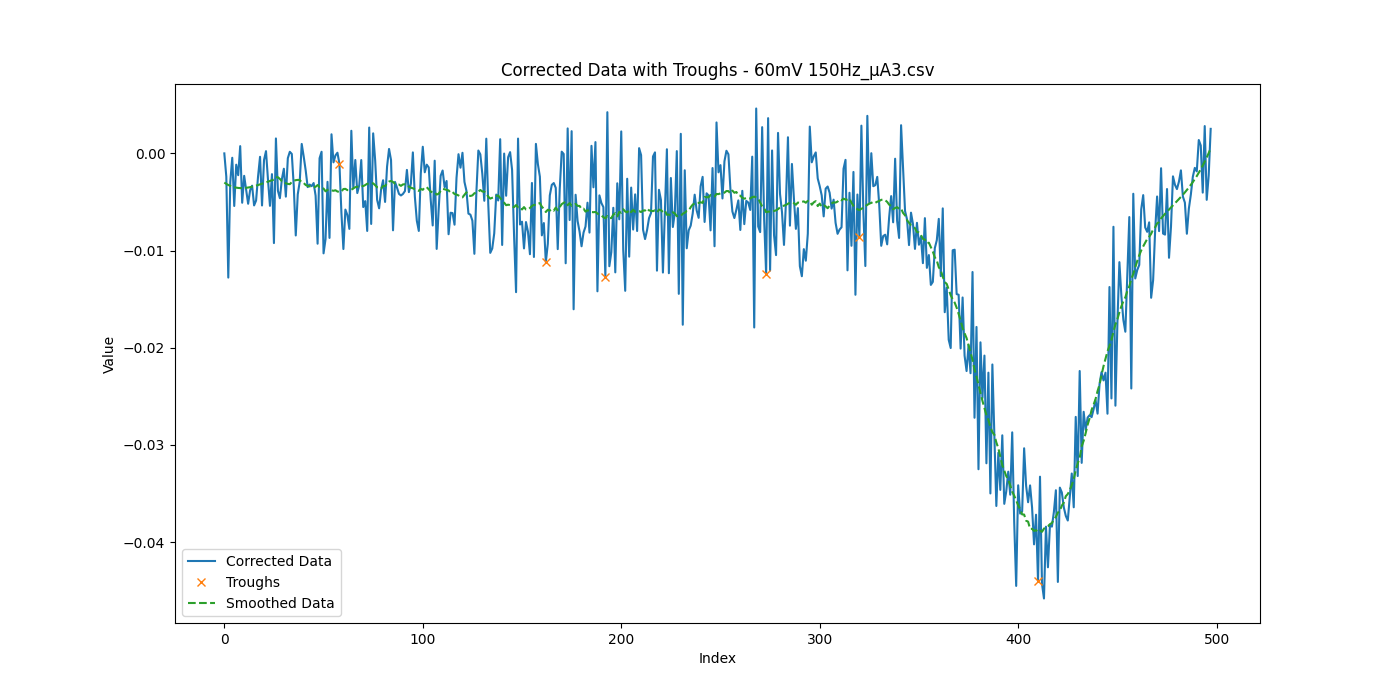 Corrected Data with Troughs - 60mV 150Hz_μA3.csv
0.00
−0.01
−0.02
−0.03
−0.04
Value
Corrected Data
Troughs
Smoothed Data
0
100
200
300
400
500
Index